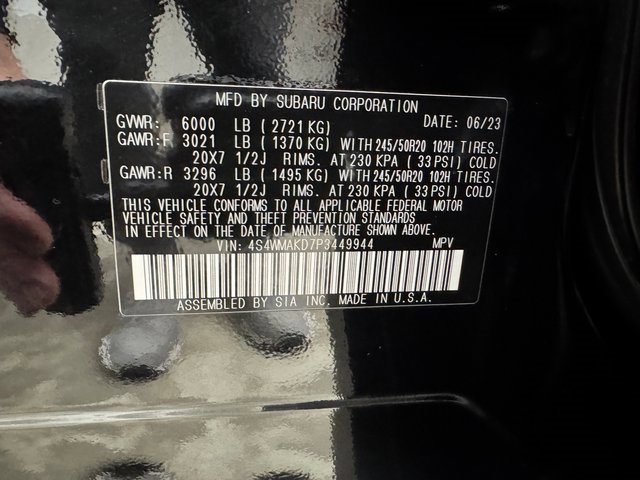 MFD BY SUBARU CORPORATION
GVWR: 6000 LB ( 2721 KG) DATE: 06/23
GAWR:F 3021 LB ( 1370 KG) WITH 245/50R20 102H TIRES.
20X7 1/2J RIMS. AT 230 KPA ( 33 PSI) COLD
GAWR:R 3296 LB ( 1495 KG) WITH 245/50R20 102H TIRES.
20X7 1/2J RIMS. AT 230 KPA ( 33 PSI) COLD
THIS VEHICLE CONFORMS TO ALL APPLICABLE FEDERAL MOTOR
VEHICLE SAFETY AND THEFT PREVENTION STANDARDS
IN EFFECT ON THE DATE OF MANUFACTURE SHOWN ABOVE.
VIN: 4S4WMAKD7P3449944 MPV
ASSEMBLED BY SIA INC. MADE IN U.S.A.